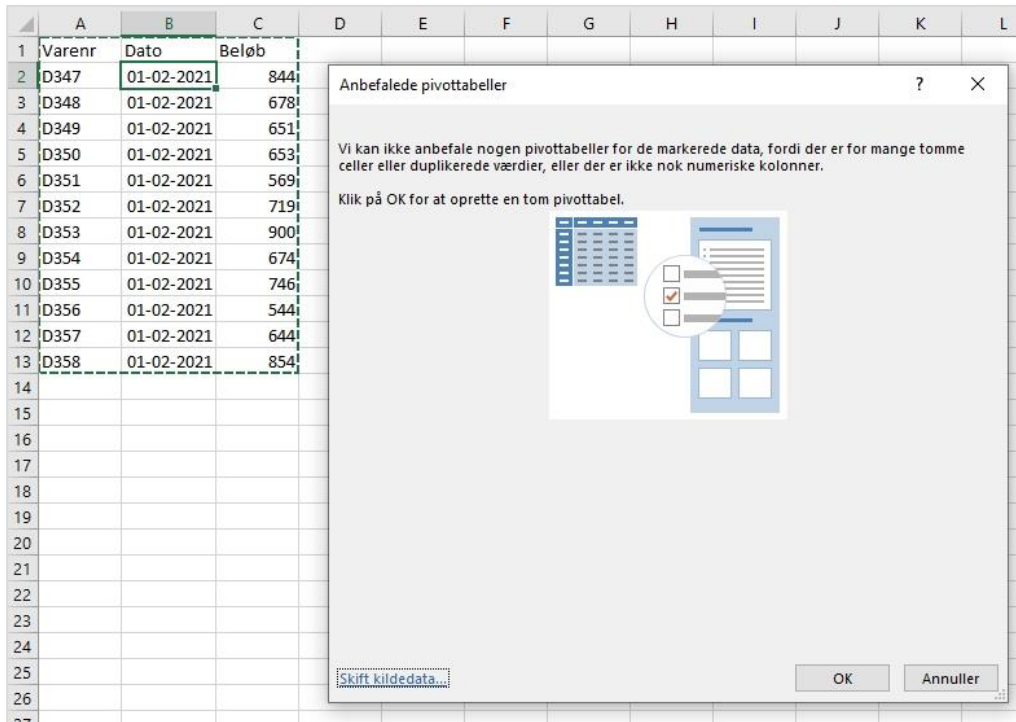 A B C D E F G H I J K L
1 Varenr Dato Beløb
2 D347 01-02-2021 844
3 D348 01-02-2021 678
4 D349 01-02-2021 651
5 D350 01-02-2021 653
6 D351 01-02-2021 569
7 D352 01-02-2021 719
8 D353 01-02-2021 900
9 D354 01-02-2021 674
10 D355 01-02-2021 746
11 D356 01-02-2021 544
12 D357 01-02-2021 644
13 D358 01-02-2021 854
14
15
16
17
18
19
20
21
22
23
24
25
26
27
Anbefalede pivottabeller ? ×
Vi kan ikke anbefale nogen pivottabeller for de markerede data, fordi der er for mange tomme
celler eller duplikerede værdier, eller der er ikke nok numeriske kolonner.
Klik på OK for at oprette en tom pivottabel.
Skift kildedata... OK Annuller